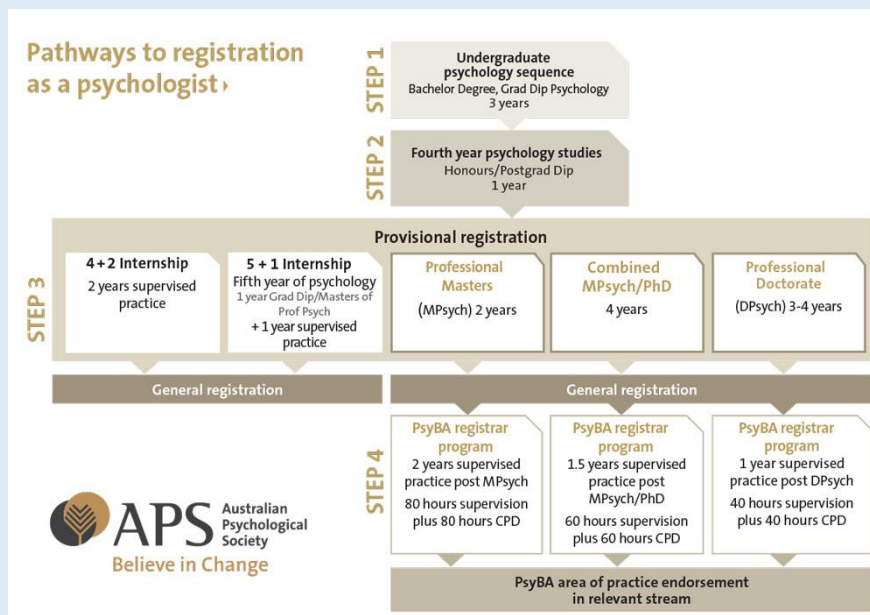 Pathways to registration
as a psychologist ›
STEP 1
Undergraduate
psychology sequence
Bachelor Degree, Grad Dip Psychology
3 years
STEP 2
Fourth year psychology studies
Honours/Postgrad Dip
1 year
STEP 3
Provisional registration
4 + 2 Internship
2 years supervised
practice
5 + 1 Internship
Fifth year of psychology
1 year Grad Dip/Masters of
Prof Psych
+ 1 year supervised
practice
Professional
Masters
(MPsych) 2 years
Combined
MPsych/PhD
4 years
Professional
Doctorate
(DPsych) 3-4 years
General registration
General registration
STEP 4
PsyBA registrar
program
2 years supervised
practice post MPsych
80 hours supervision
plus 80 hours CPD
PsyBA registrar
program
1.5 years supervised
practice post
MPsych/PhD
60 hours supervision
plus 60 hours CPD
PsyBA registrar
program
1 year supervised
practice post DPsych
40 hours supervision
plus 40 hours CPD
PsyBA area of practice endorsement
in relevant stream
APS
Australian
Psychological
Society
Believe in Change